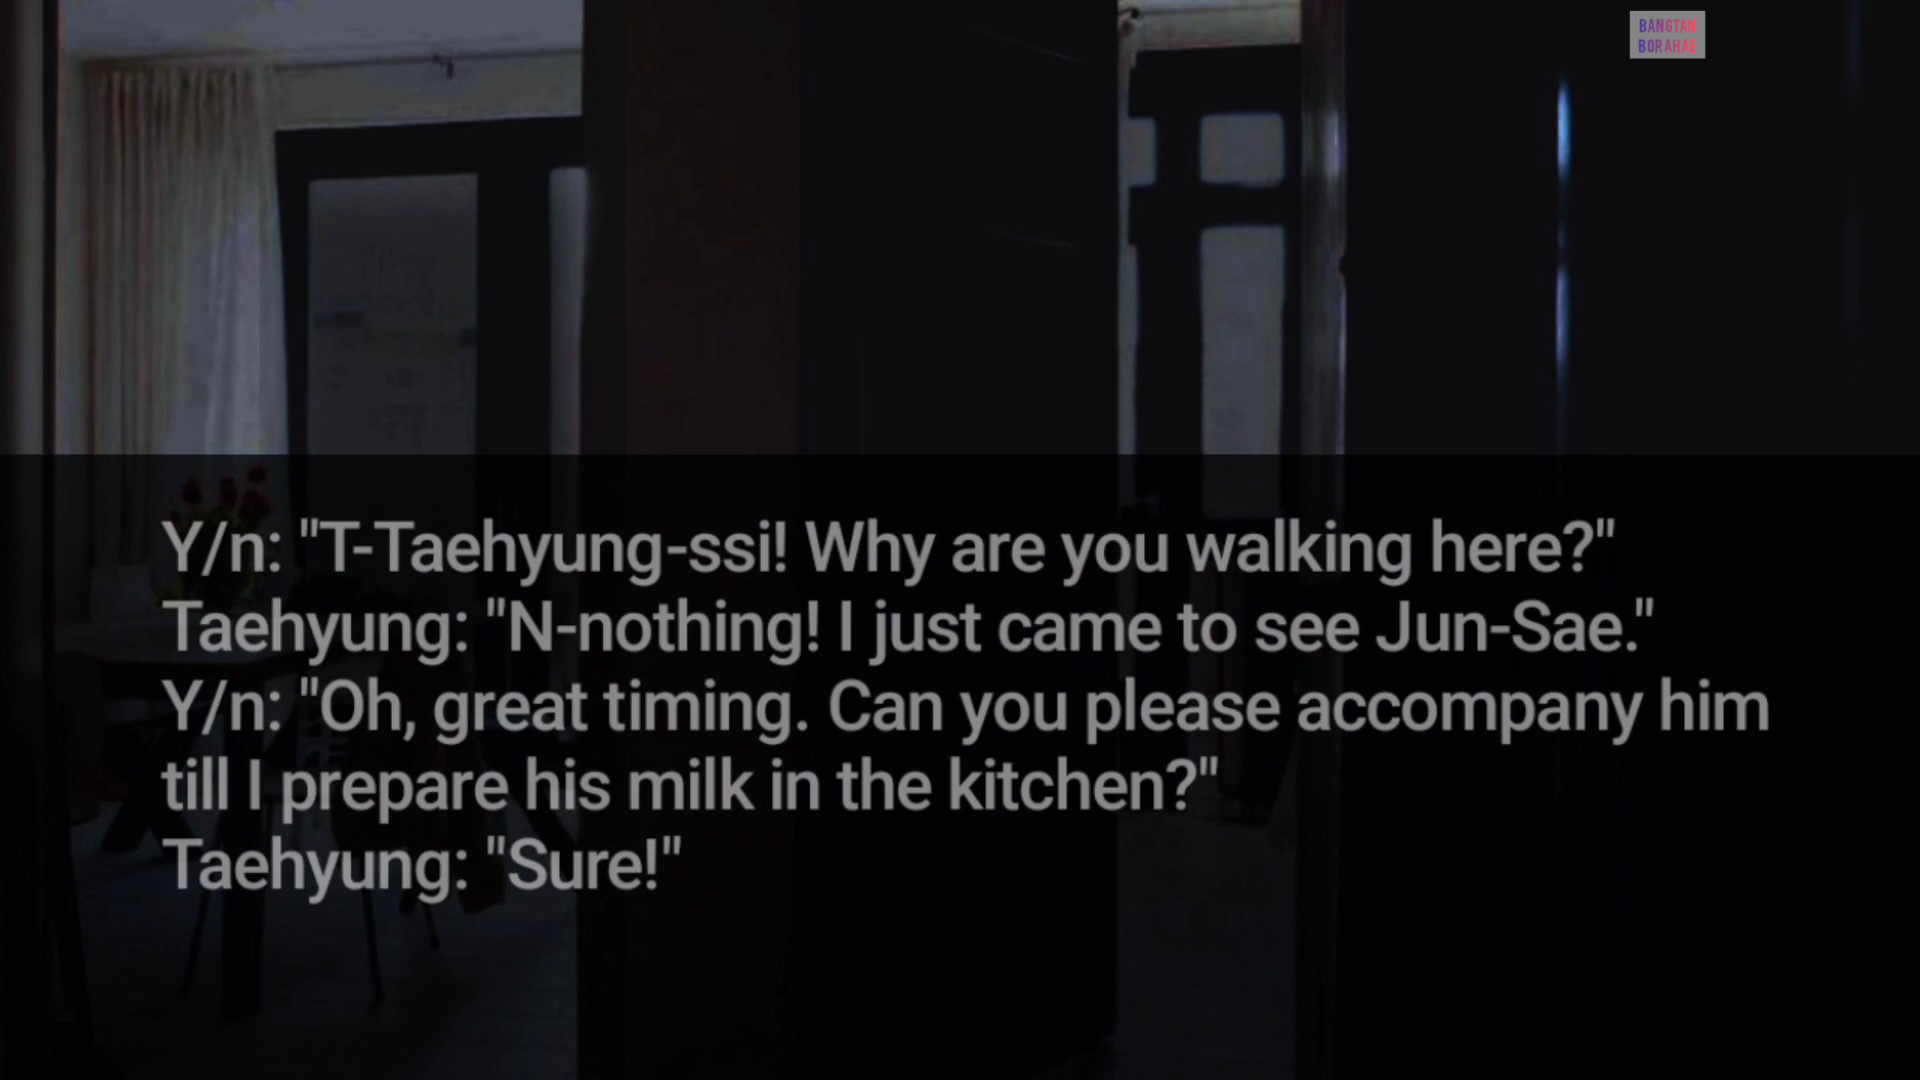 BANGTAN
BORAHAE
Y/n: "T-Taehyung-ssi! Why are you walking here?"
Taehyung: "N-nothing! I just came to see Jun-Sae."
Y/n: "Oh, great timing. Can you please accompany him
till I prepare his milk in the kitchen?"
Taehyung: "Sure!"